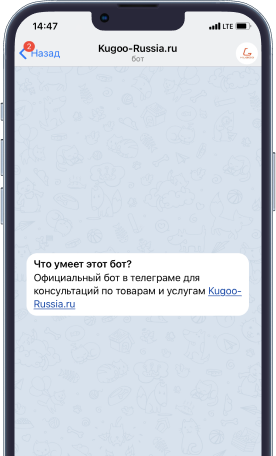 14:47
LTE
2
Назад
Kugoo-Russia.ru
бот
Что умеет этот бот?
Официальный бот в телеграме для
консультаций по товарам и услугам Kugoo-
Russia.ru